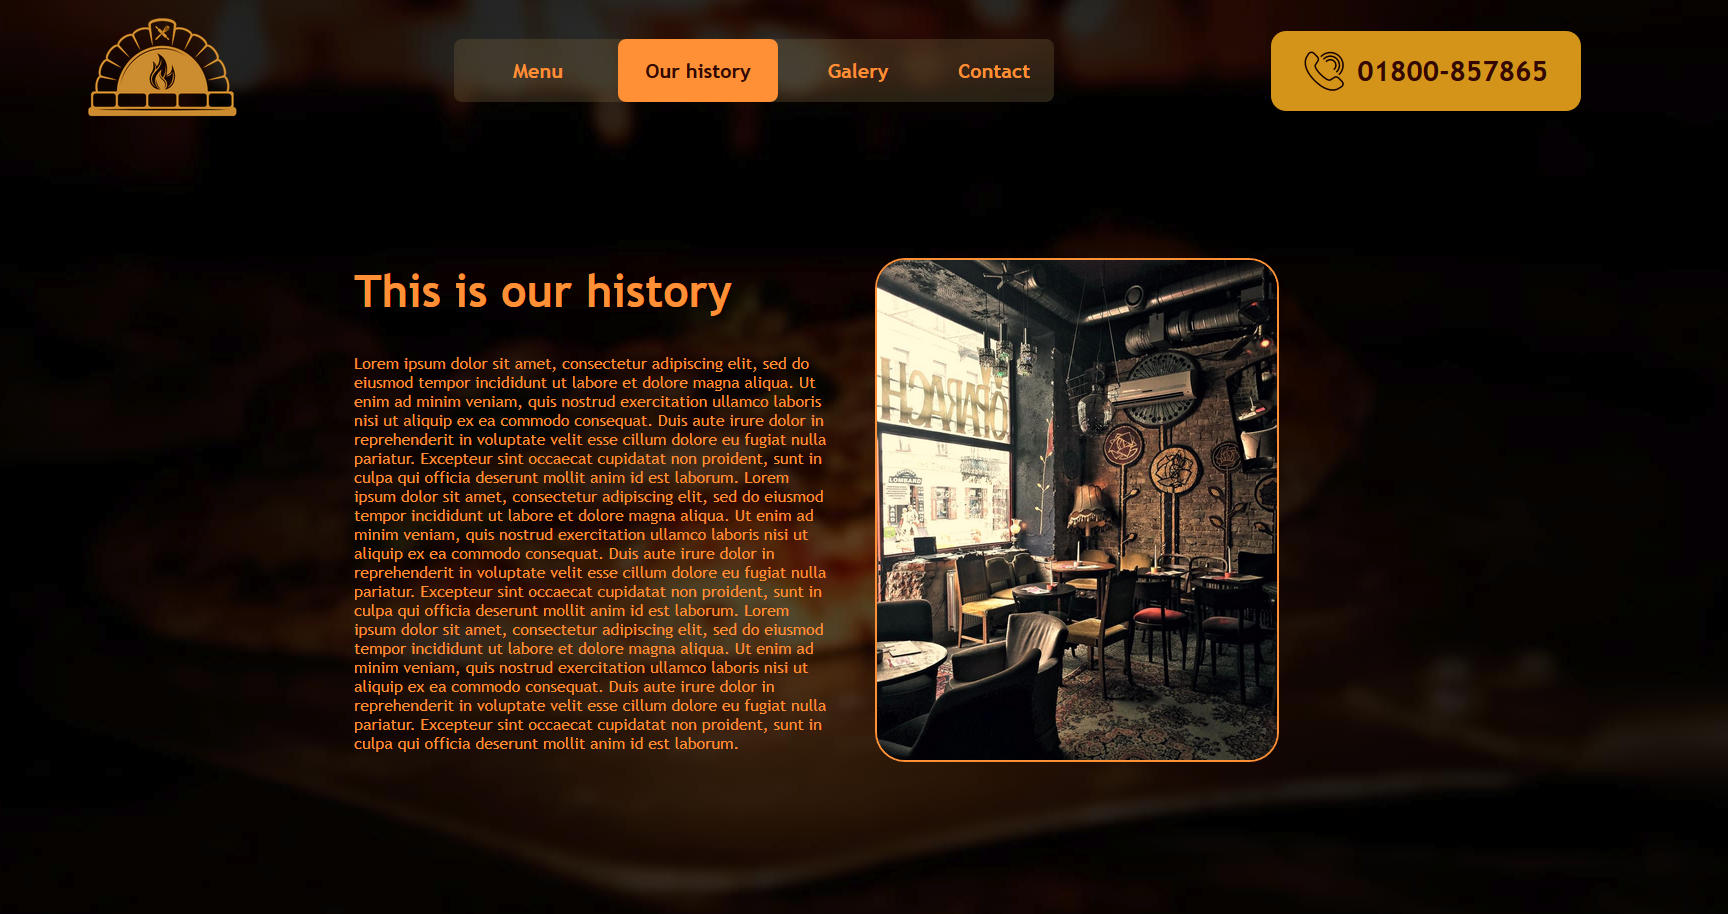 Menu
Our history
Galery
Contact
01800-857865
This is our history
Lorem ipsum dolor sit amet, consectetur adipiscing elit, sed do
eiusmod tempor incididunt ut labore et dolore magna aliqua. Ut
enim ad minim veniam, quis nostrud exercitation ullamco laboris
nisi ut aliquip ex ea commodo consequat. Duis aute irure dolor in
reprehenderit in voluptate velit esse cillum dolore eu fugiat nulla
pariatur. Excepteur sint occaecat cupidatat non proident, sunt in
culpa qui officia deserunt mollit anim id est laborum. Lorem
ipsum dolor sit amet, consectetur adipiscing elit, sed do eiusmod
tempor incididunt ut labore et dolore magna aliqua. Ut enim ad
minim veniam, quis nostrud exercitation ullamco laboris nisi ut
aliquip ex ea commodo consequat. Duis aute irure dolor in
reprehenderit in voluptate velit esse cillum dolore eu fugiat nulla
pariatur. Excepteur sint occaecat cupidatat non proident, sunt in
culpa qui officia deserunt mollit anim id est laborum. Lorem
ipsum dolor sit amet, consectetur adipiscing elit, sed do eiusmod
tempor incididunt ut labore et dolore magna aliqua. Ut enim ad
minim veniam, quis nostrud exercitation ullamco laboris nisi ut
aliquip ex ea commodo consequat. Duis aute irure dolor in
reprehenderit in voluptate velit esse cillum dolore eu fugiat nulla
pariatur. Excepteur sint occaecat cupidatat non proident, sunt in
culpa qui officia deserunt mollit anim id est laborum.
LOMBARD